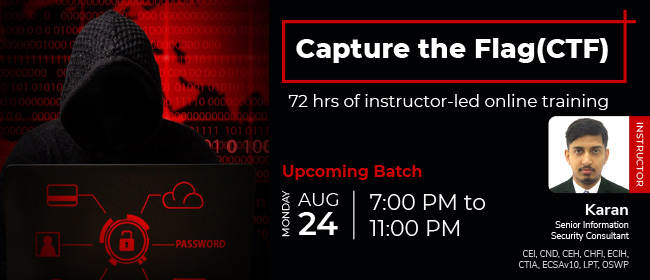 Capture the Flag(CTF)
72 hrs of instructor-led online training
INSTRUCTOR
Upcoming Batch
MONDAY
AUG
24
7:00 PM to
11:00 PM
Karan
Senior Information
Security Consultant
CEI, CND, CEH, CHFI, ECIH,
CTIA, ECSAv10, LPT, OSWP
PASSWORD